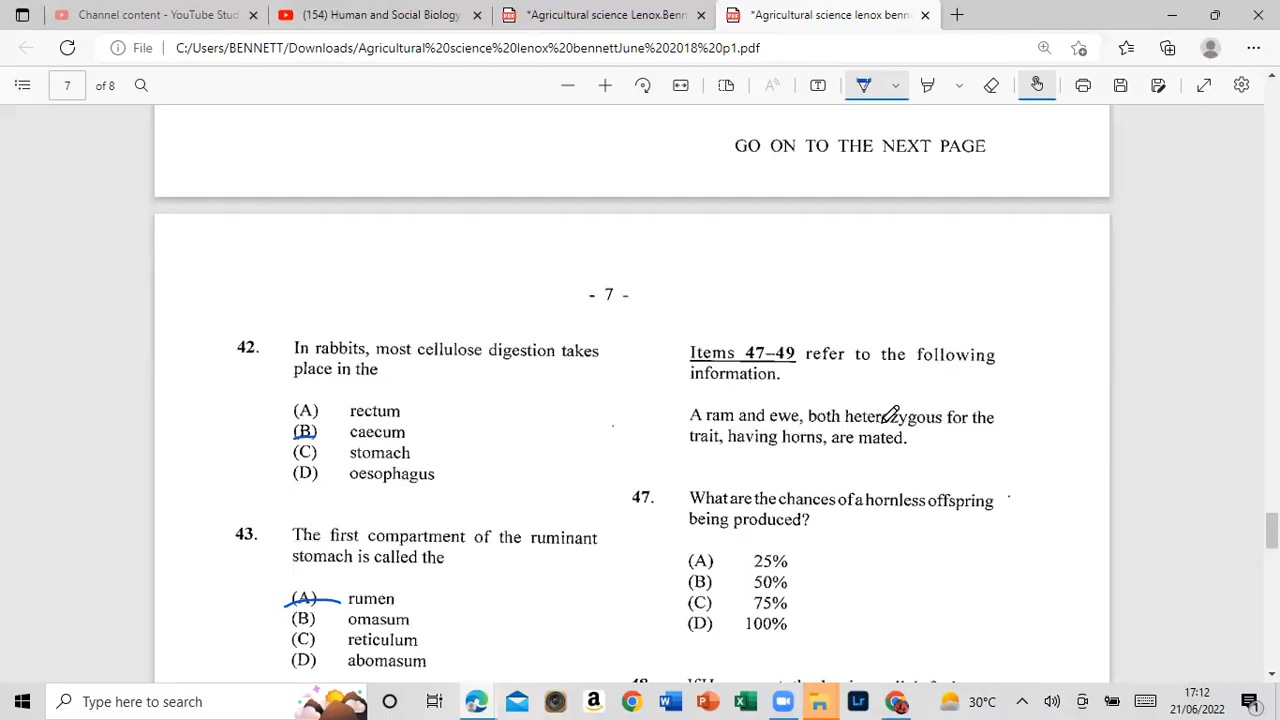 YouTube Studio
(154) Human and Social Biology
*Agricultural science Lenox.Benn
*Agricultural science lenox benn
File
C:/Users/BENNETT/Downloads/Agricultural%20science%20lenox%20bennettJune%202018%20p1.pdf
7 of 8
GO ON TO THE NEXT PAGE
- 7 -
42. In rabbits, most cellulose digestion takes
place in the
(A) rectum
(B) caecum
(C) stomach
(D) oesophagus
43. The first compartment of the ruminant
stomach is called the
(A) rumen
(B) omasum
(C) reticulum
(D) abomasum
Items 47–49 refer to the following
information.
A ram and ewe, both heterozygous for the
trait, having horns, are mated.
47. What are the chances of a hornless offspring
being produced?
(A) 25%
(B) 50%
(C) 75%
(D) 100%
Type here to search
30°C
17:12
21/06/2022